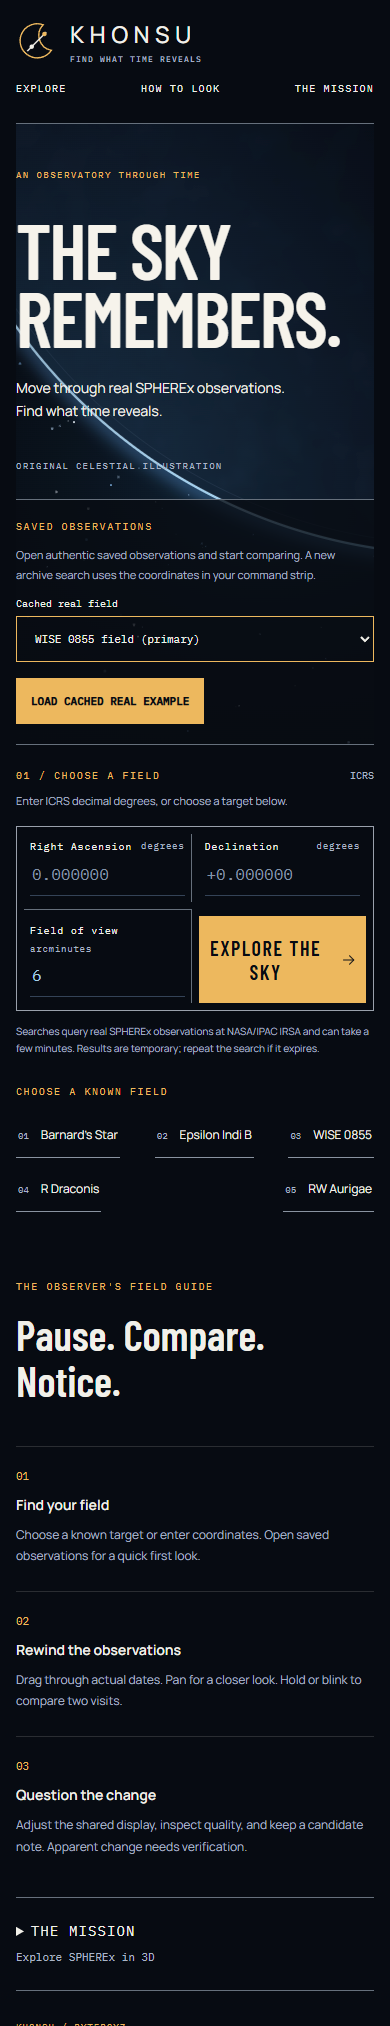 KHONSU
FIND WHAT TIME REVEALS
EXPLORE HOW TO LOOK THE MISSION
AN OBSERVATORY THROUGH TIME
THE SKY
REMEMBERS.
Move through real SPHEREx observations.
Find what time reveals.
ORIGINAL CELESTIAL ILLUSTRATION
SAVED OBSERVATIONS
Open authentic saved observations and start comparing. A new
archive search uses the coordinates in your command strip.
Cached real field
WISE 0855 field (primary)
LOAD CACHED REAL EXAMPLE
01 / CHOOSE A FIELD ICRS
Enter ICRS decimal degrees, or choose a target below.
Right Ascension degrees Declination degrees
0.000000 +0.000000
Field of view
arcminutes
6
EXPLORE THE
SKY →
Searches query real SPHEREx observations at NASA/IPAC IRSA and can take a
few minutes. Results are temporary; repeat the search if it expires.
CHOOSE A KNOWN FIELD
01 Barnard's Star 02 Epsilon Indi B 03 WISE 0855
04 R Draconis 05 RW Aurigae
THE OBSERVER'S FIELD GUIDE
Pause. Compare.
Notice.
01
Find your field
Choose a known target or enter coordinates. Open saved
observations for a quick first look.
02
Rewind the observations
Drag through actual dates. Pan for a closer look. Hold or blink to
compare two visits.
03
Question the change
Adjust the shared display, inspect quality, and keep a candidate
note. Apparent change needs verification.
THE MISSION
Explore SPHEREx in 3D